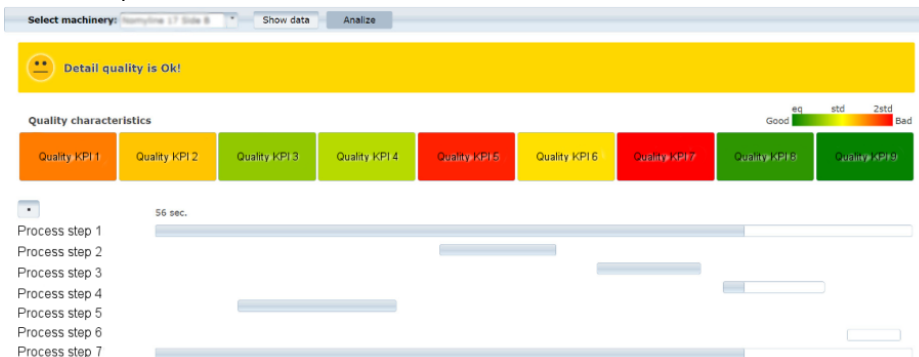 Select machinery: Show data Analize
Detail quality is Ok!
eq std 2std
Quality characteristics Good Bad
Quality KPI 1 Quality KPI 2 Quality KPI 3 Quality KPI 4 Quality KPI 5 Quality KPI 6 Quality KPI 7 Quality KPI 8 Quality KPI 9
56 sec.
Process step 1
Process step 2
Process step 3
Process step 4
Process step 5
Process step 6
Process step 7